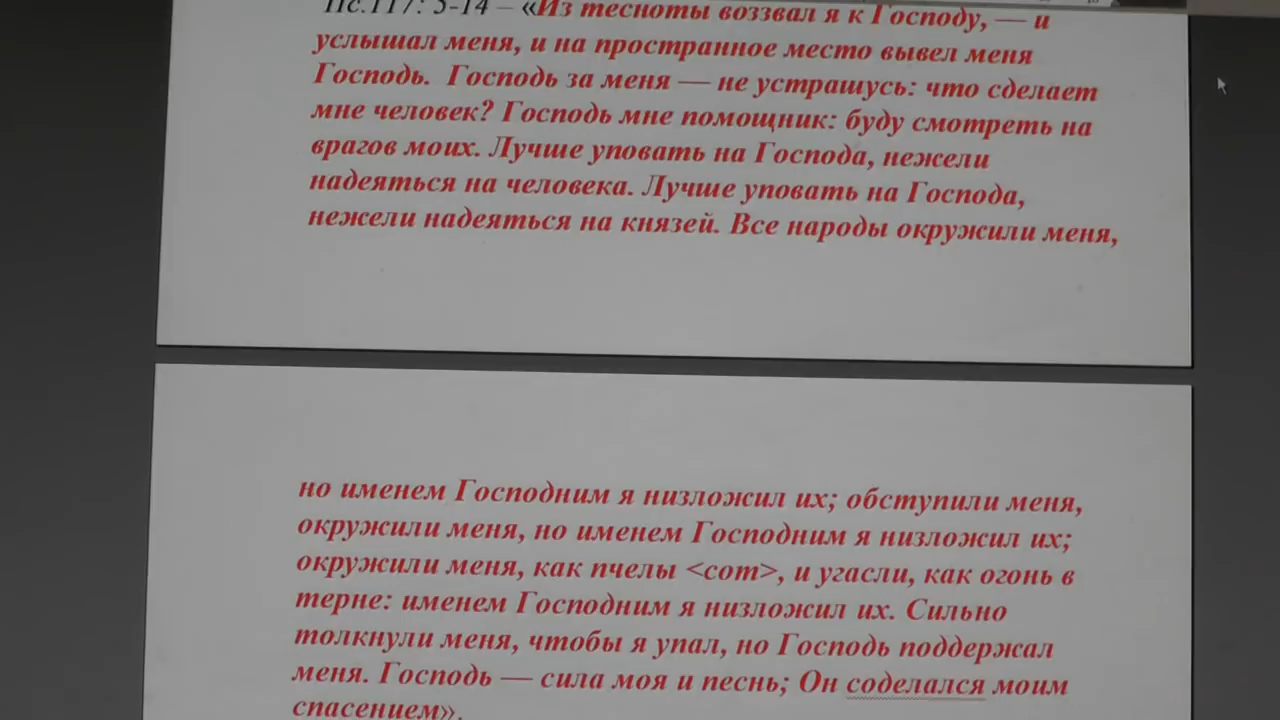 Пс.117: 5-14 – «Из тесноты воззвал я к Господу, — и
услышал меня, и на пространное место вывел меня
Господь. Господь за меня — не устрашусь: что сделает
мне человек? Господь мне помощник: буду смотреть на
врагов моих. Лучше уповать на Господа, нежели
надеяться на человека. Лучше уповать на Господа,
нежели надеяться на князей. Все народы окружили меня,
но именем Господним я низложил их; обступили меня,
окружили меня, но именем Господним я низложил их;
окружили меня, как пчелы <сот>, и угасли, как огонь в
терне: именем Господним я низложил их. Сильно
толкнули меня, чтобы я упал, но Господь поддержал
меня. Господь — сила моя и песнь; Он соделался моим
спасением».